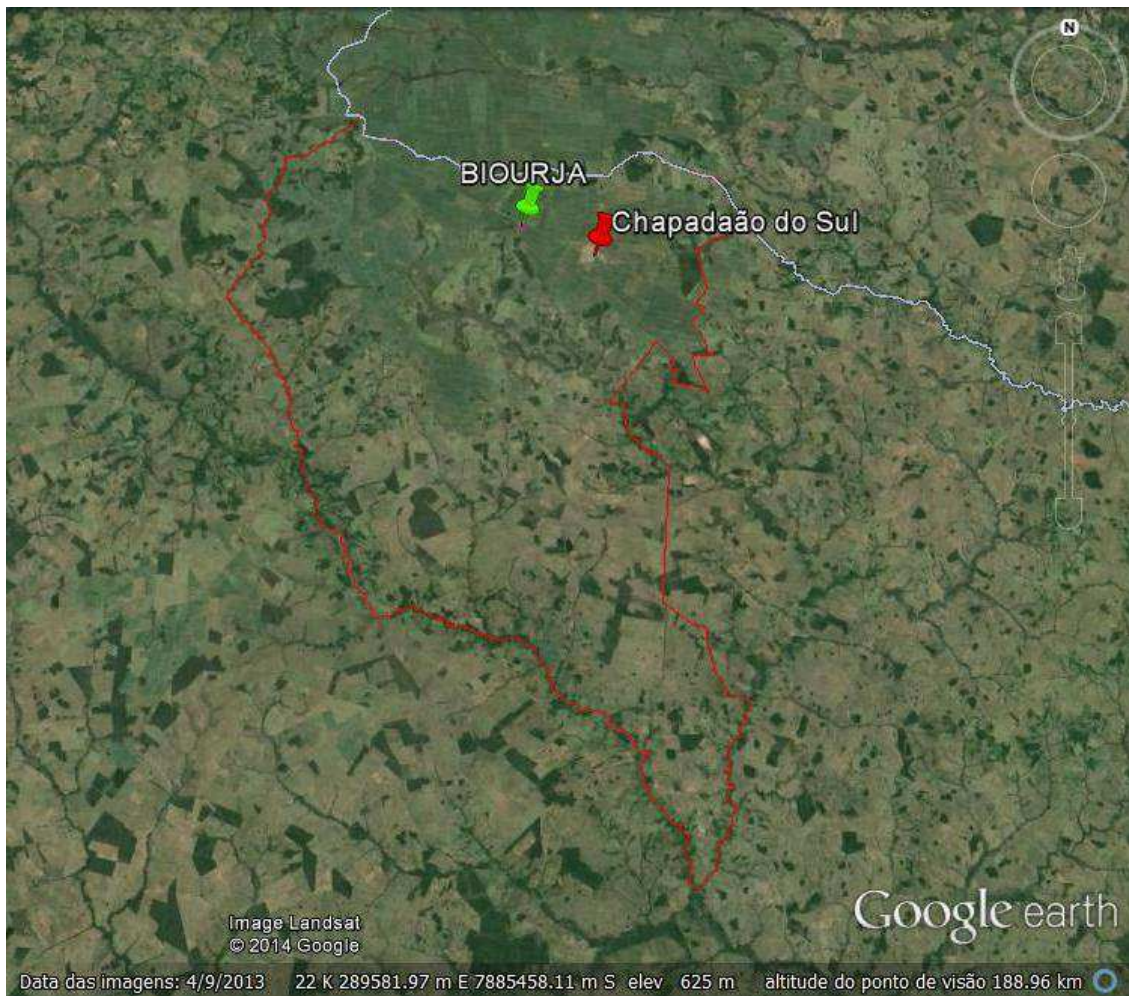 N
BIOURJA
Chapadaão do Sul
Image Landsat
© 2014 Google
Google earth
Data das imagens: 4/9/2013 22 K 289581.97 m E 7885458.11 m S elev 625 m altitude do ponto de visão 188.96 km